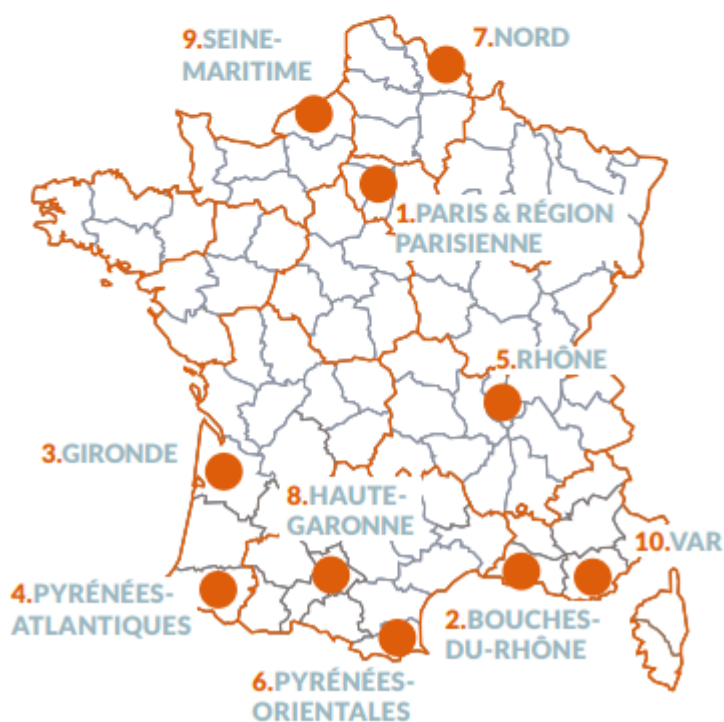 9.SEINE-
MARITIME
7.NORD
1.PARIS & RÉGION
PARISIENNE
5.RHÔNE
3.GIRONDE
8.HAUTE-
GARONNE
10.VAR
4.PYRÉNÉES-
ATLANTIQUES
2.BOUCHES-
DU-RHÔNE
6.PYRÉNÉES-
ORIENTALES